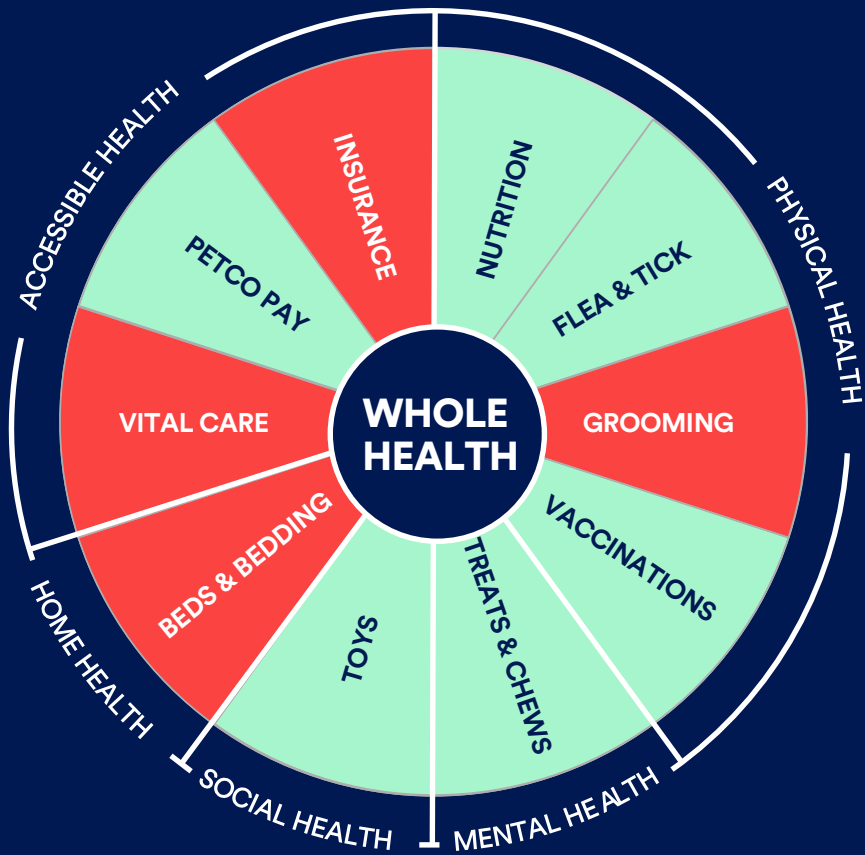 WHOLE
HEALTH
NUTRITION
FLEA & TICK
GROOMING
VACCINATIONS
TREATS & CHEWS
TOYS
BEDS & BEDDING
VITAL CARE
PETCO PAY
INSURANCE
PHYSICAL HEALTH
MENTAL HEALTH
SOCIAL HEALTH
HOME HEALTH
ACCESSIBLE HEALTH